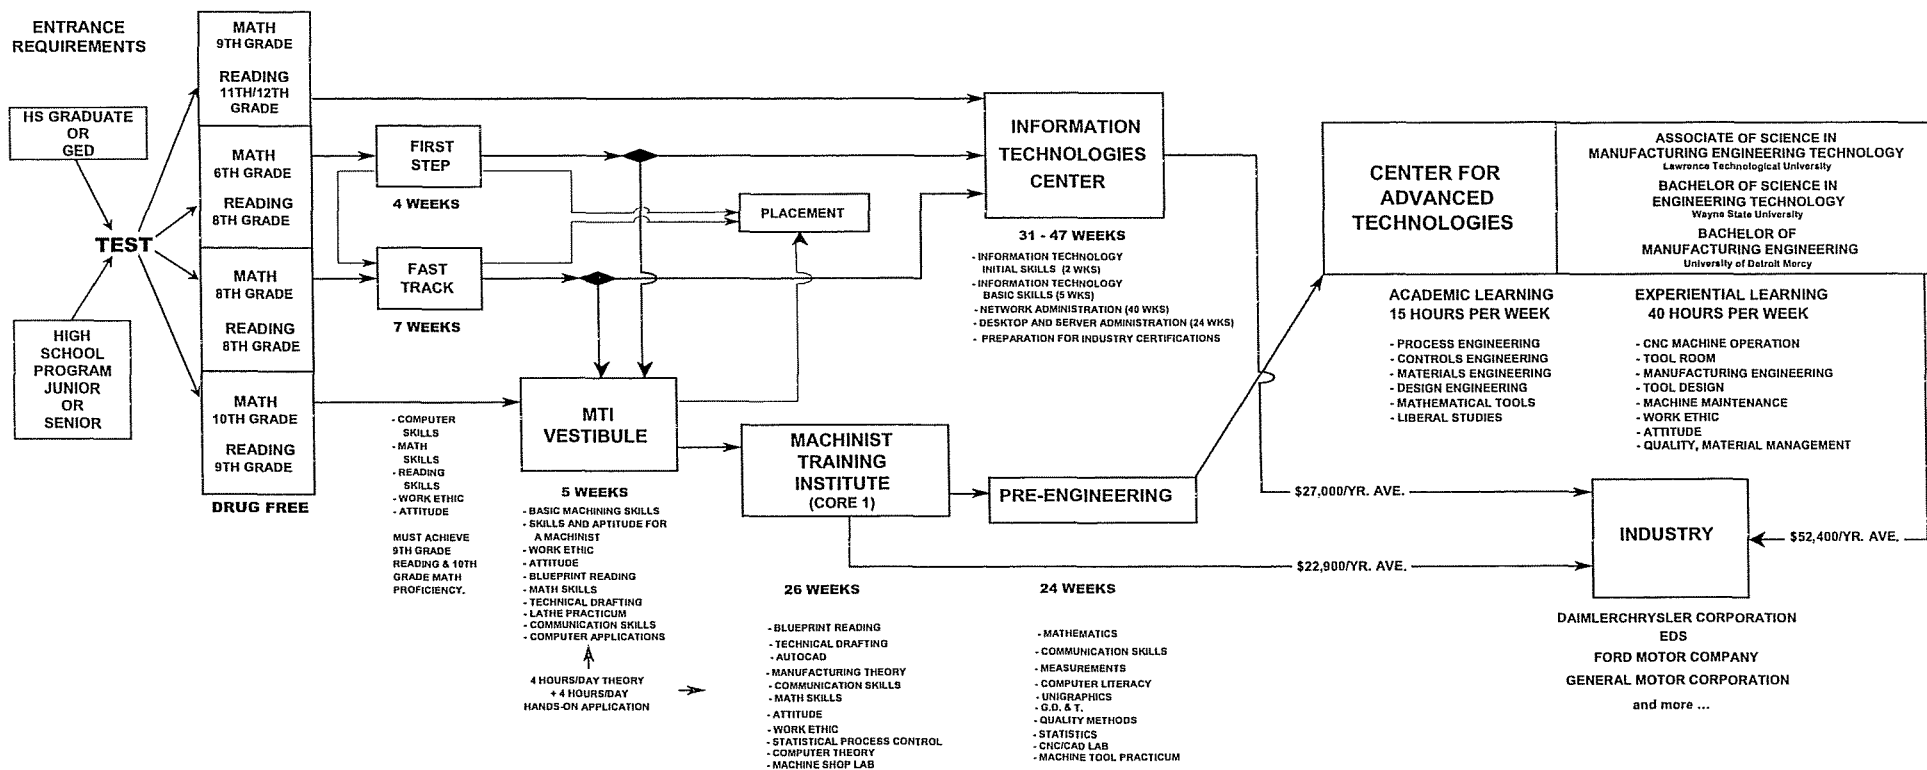 ENTRANCE
REQUIREMENTS
HS GRADUATE
OR
GED
TEST
HIGH
SCHOOL
PROGRAM
JUNIOR
OR
SENIOR
MATH
9TH GRADE
READING
11TH/12TH
GRADE
MATH
6TH GRADE
READING
8TH GRADE
MATH
8TH GRADE
READING
8TH GRADE
MATH
10TH GRADE
READING
9TH GRADE
DRUG FREE
FIRST
STEP
4 WEEKS
FAST
TRACK
7 WEEKS
- COMPUTER
SKILLS
- MATH
SKILLS
- READING
SKILLS
- WORK ETHIC
- ATTITUDE
MUST ACHIEVE
9TH GRADE
READING & 10TH
GRADE MATH
PROFICIENCY.
PLACEMENT
MTI
VESTIBULE
5 WEEKS
- BASIC MACHINING SKILLS
- SKILLS AND APTITUDE FOR
A MACHINIST
- WORK ETHIC
- ATTITUDE
- BLUEPRINT READING
- MATH SKILLS
- TECHNICAL DRAFTING
- LATHE PRACTICUM
- COMMUNICATION SKILLS
- COMPUTER APPLICATIONS
4 HOURS/DAY THEORY
+ 4 HOURS/DAY
HANDS-ON APPLICATION
MACHINIST
TRAINING
INSTITUTE
(CORE 1)
26 WEEKS
- BLUEPRINT READING
- TECHNICAL DRAFTING
- AUTOCAD
- MANUFACTURING THEORY
- COMMUNICATION SKILLS
- MATH SKILLS
- ATTITUDE
- WORK ETHIC
- STATISTICAL PROCESS CONTROL
- COMPUTER THEORY
- MACHINE SHOP LAB
INFORMATION
TECHNOLOGIES
CENTER
31 - 47 WEEKS
- INFORMATION TECHNOLOGY
INITIAL SKILLS (2 WKS)
- INFORMATION TECHNOLOGY
BASIC SKILLS (5 WKS)
- NETWORK ADMINISTRATION (40 WKS)
- DESKTOP AND SERVER ADMINISTRATION (24 WKS)
- PREPARATION FOR INDUSTRY CERTIFICATIONS
PRE-ENGINEERING
24 WEEKS
- MATHEMATICS
- COMMUNICATION SKILLS
- MEASUREMENTS
- COMPUTER LITERACY
- UNIGRAPHICS
- G.D. & T.
- QUALITY METHODS
- STATISTICS
- CNC/CAD LAB
- MACHINE TOOL PRACTICUM
CENTER FOR
ADVANCED
TECHNOLOGIES
ASSOCIATE OF SCIENCE IN
MANUFACTURING ENGINEERING TECHNOLOGY
Lawrence Technological University
BACHELOR OF SCIENCE IN
ENGINEERING TECHNOLOGY
Wayne State University
BACHELOR OF
MANUFACTURING ENGINEERING
University of Detroit Mercy
ACADEMIC LEARNING
15 HOURS PER WEEK
- PROCESS ENGINEERING
- CONTROLS ENGINEERING
- MATERIALS ENGINEERING
- DESIGN ENGINEERING
- MATHEMATICAL TOOLS
- LIBERAL STUDIES
EXPERIENTIAL LEARNING
40 HOURS PER WEEK
- CNC MACHINE OPERATION
- TOOL ROOM
- MANUFACTURING ENGINEERING
- TOOL DESIGN
- MACHINE MAINTENANCE
- WORK ETHIC
- ATTITUDE
- QUALITY, MATERIAL MANAGEMENT
$27,000/YR. AVE.
$22,900/YR. AVE.
INDUSTRY
$52,400/YR. AVE.
DAIMLERCHRYSLER CORPORATION
EDS
FORD MOTOR COMPANY
GENERAL MOTOR CORPORATION
and more ...